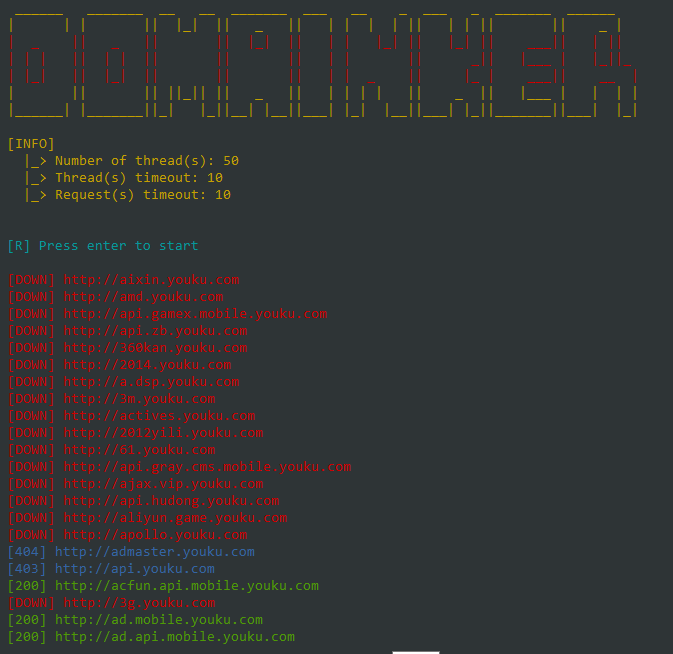 DOMAINKER
[INFO]
|_> Number of thread(s): 50
|_> Thread(s) timeout: 10
|_> Request(s) timeout: 10
[R] Press enter to start
[DOWN] http://aixin.youku.com
[DOWN] http://amd.youku.com
[DOWN] http://api.gamex.mobile.youku.com
[DOWN] http://api.zb.youku.com
[DOWN] http://360kan.youku.com
[DOWN] http://2014.youku.com
[DOWN] http://a.dsp.youku.com
[DOWN] http://3m.youku.com
[DOWN] http://actives.youku.com
[DOWN] http://2012yili.youku.com
[DOWN] http://61.youku.com
[DOWN] http://api.gray.cms.mobile.youku.com
[DOWN] http://ajax.vip.youku.com
[DOWN] http://api.hudong.youku.com
[DOWN] http://aliyun.game.youku.com
[DOWN] http://apollo.youku.com
[404] http://admaster.youku.com
[403] http://api.youku.com
[200] http://acfun.api.mobile.youku.com
[DOWN] http://3g.youku.com
[200] http://ad.mobile.youku.com
[200] http://ad.api.mobile.youku.com